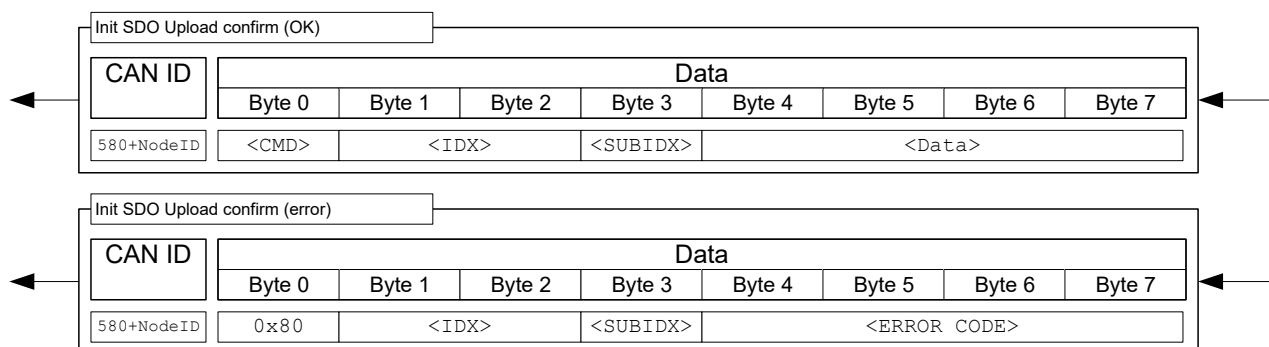 Init SDO Upload confirm (OK)
CAN ID Data
Byte 0 Byte 1 Byte 2 Byte 3 Byte 4 Byte 5 Byte 6 Byte 7
580+NodeID <CMD> <IDX> <SUBIDX> <Data>
Init SDO Upload confirm (error)
CAN ID Data
Byte 0 Byte 1 Byte 2 Byte 3 Byte 4 Byte 5 Byte 6 Byte 7
580+NodeID 0x80 <IDX> <SUBIDX> <ERROR CODE>